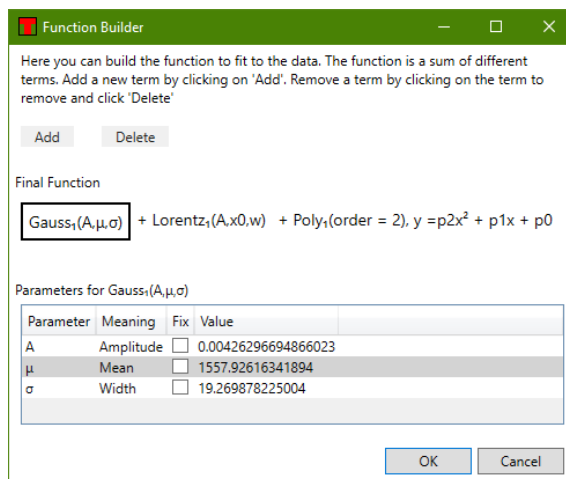 Function Builder
Here you can build the function to fit to the data. The function is a sum of different
terms. Add a new term by clicking on 'Add'. Remove a term by clicking on the term to
remove and click 'Delete'
Add Delete
Final Function
Gauss₁(A,μ,σ) + Lorentz₁(A,x0,w) + Poly₁(order = 2), y =p2x² + p1x + p0
Parameters for Gauss₁(A,μ,σ)
Parameter Meaning Fix Value
A Amplitude 0.00426296694866023
μ Mean 1557.92616341894
σ Width 19.269878225004
OK Cancel